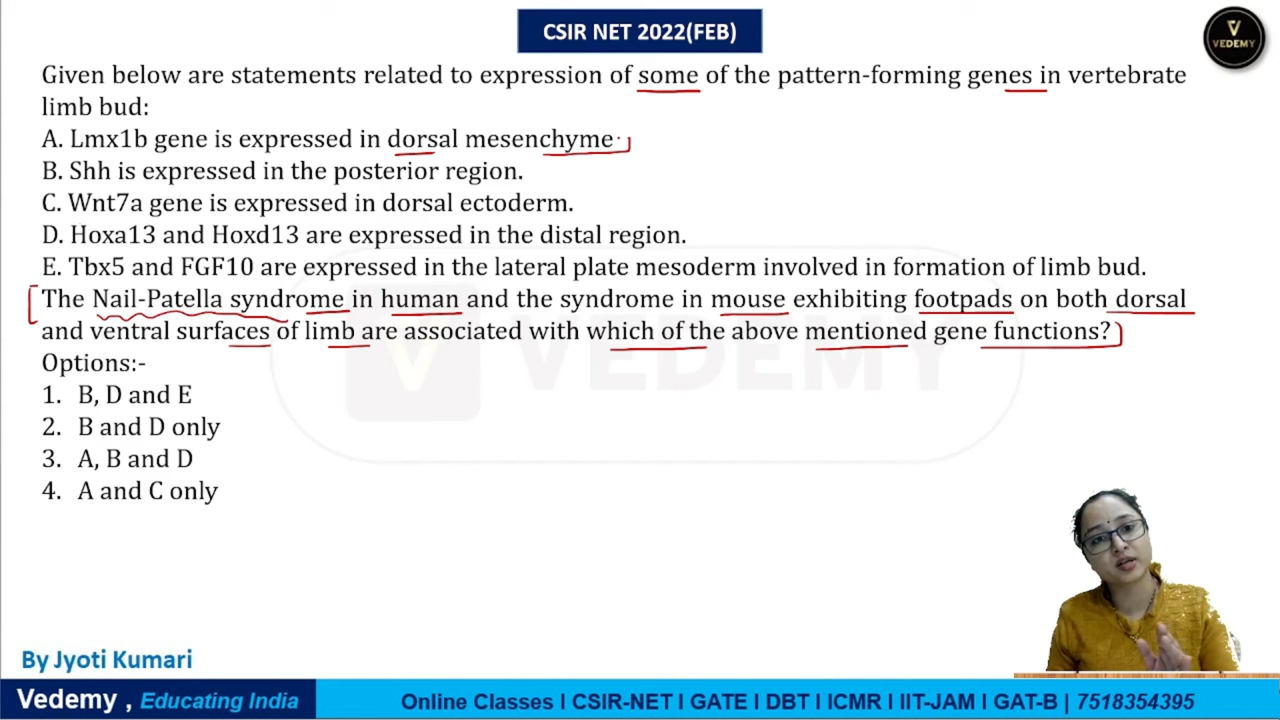 CSIR NET 2022(FEB)
VEDEMY
Given below are statements related to expression of some of the pattern-forming genes in vertebrate
limb bud:
A. Lmx1b gene is expressed in dorsal mesenchyme.
B. Shh is expressed in the posterior region.
C. Wnt7a gene is expressed in dorsal ectoderm.
D. Hoxa13 and Hoxd13 are expressed in the distal region.
E. Tbx5 and FGF10 are expressed in the lateral plate mesoderm involved in formation of limb bud.
The Nail-Patella syndrome in human and the syndrome in mouse exhibiting footpads on both dorsal
and ventral surfaces of limb are associated with which of the above mentioned gene functions?
VEDEMY
Options:-
1. B, D and E
2. B and D only
3. A, B and D
4. A and C only
By Jyoti Kumari
Vedemy , Educating India
Online Classes I CSIR-NET I GATE I DBT I ICMR I IIT-JAM I GAT-B | 7518354395